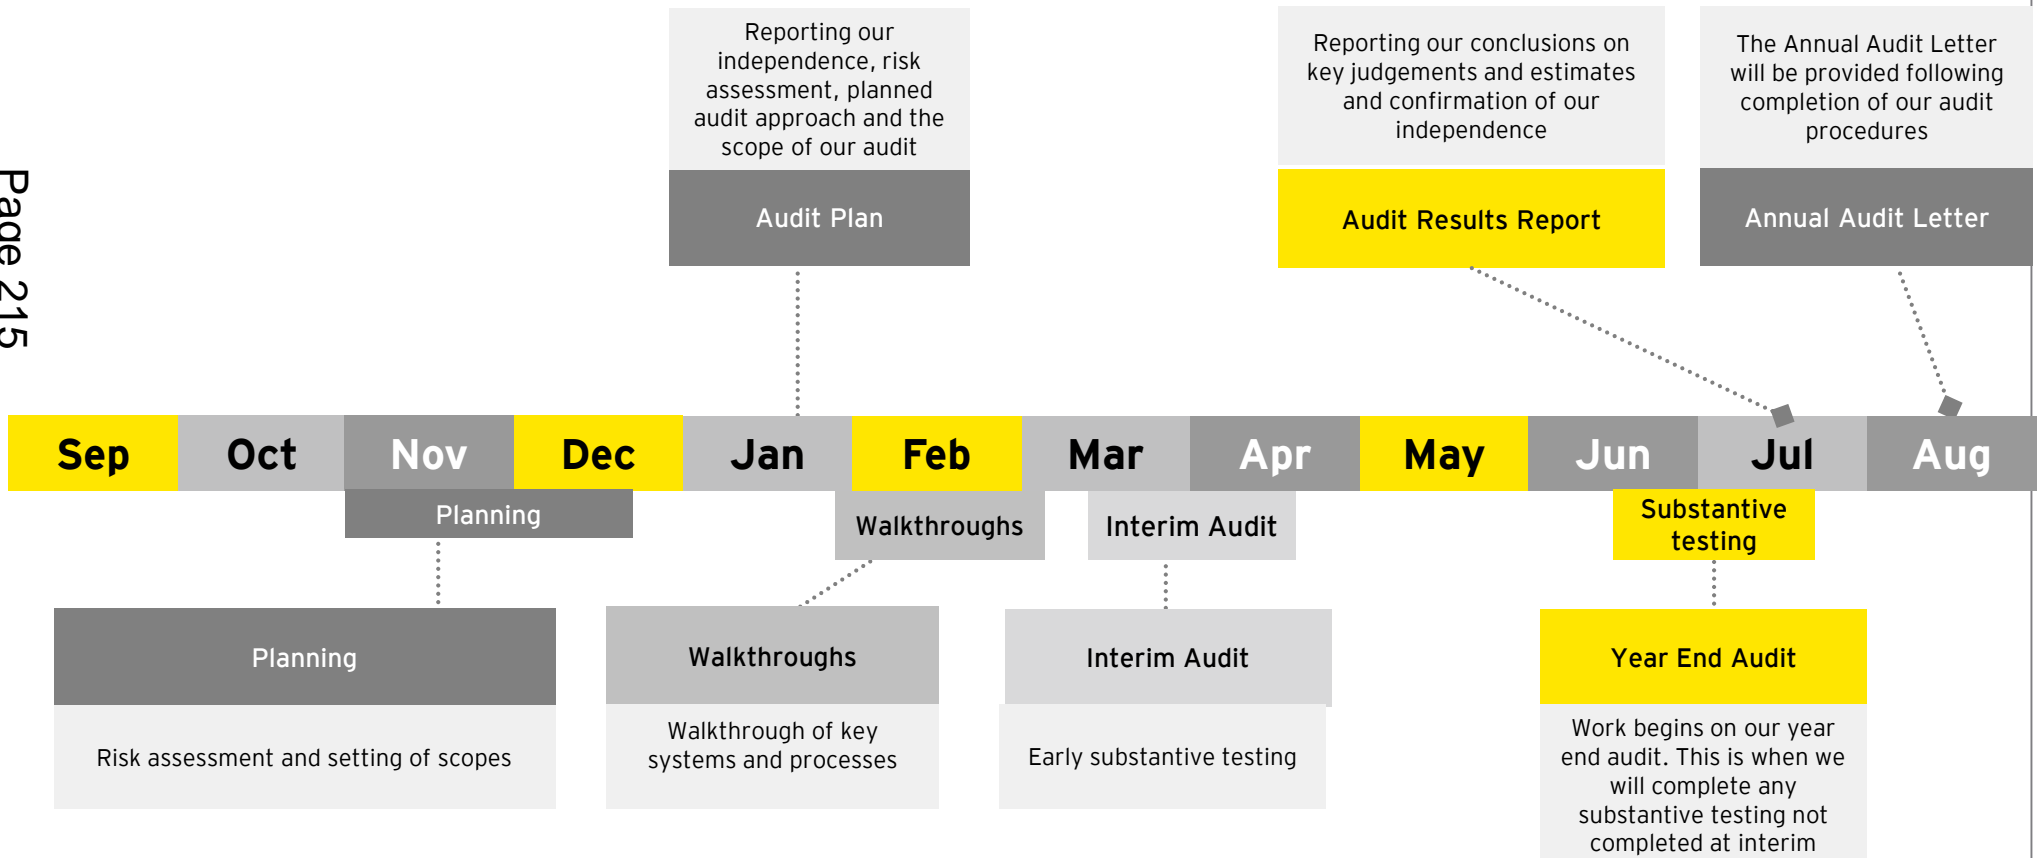 Reporting our
independence, risk
assessment, planned
audit approach and the
scope of our audit
Audit Plan
Reporting our conclusions on
key judgements and estimates
and confirmation of our
independence
Audit Results Report
The Annual Audit Letter
will be provided following
completion of our audit
procedures
Annual Audit Letter
Page 215
Sep Oct Nov Dec Jan Feb Mar Apr May Jun Jul Aug
Planning
Walkthroughs
Interim Audit
Substantive
testing
Planning
Risk assessment and setting of scopes
Walkthroughs
Walkthrough of key
systems and processes
Interim Audit
Early substantive testing
Year End Audit
Work begins on our year
end audit. This is when we
will complete any
substantive testing not
completed at interim